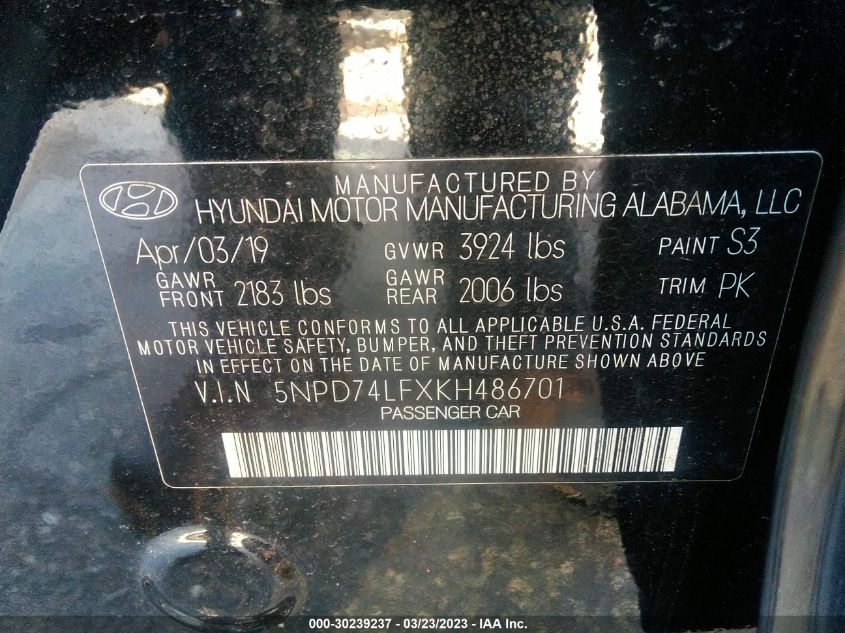 MANUFACTURED BY
HYUNDAI MOTOR MANUFACTURING ALABAMA, LLC
Apr/03/19 GVWR 3924 lbs PAINT S3
GAWR FRONT 2183 lbs GAWR REAR 2006 lbs TRIM PK
THIS VEHICLE CONFORMS TO ALL APPLICABLE U.S.A. FEDERAL
MOTOR VEHICLE SAFETY, BUMPER, AND THEFT PREVENTION STANDARDS
IN EFFECT ON THE DATE OF MANUFACTURE SHOWN ABOVE
V.I.N 5NPD74LFXKH486701
PASSENGER CAR
000-30239237 - 03/23/2023 - IAA Inc.